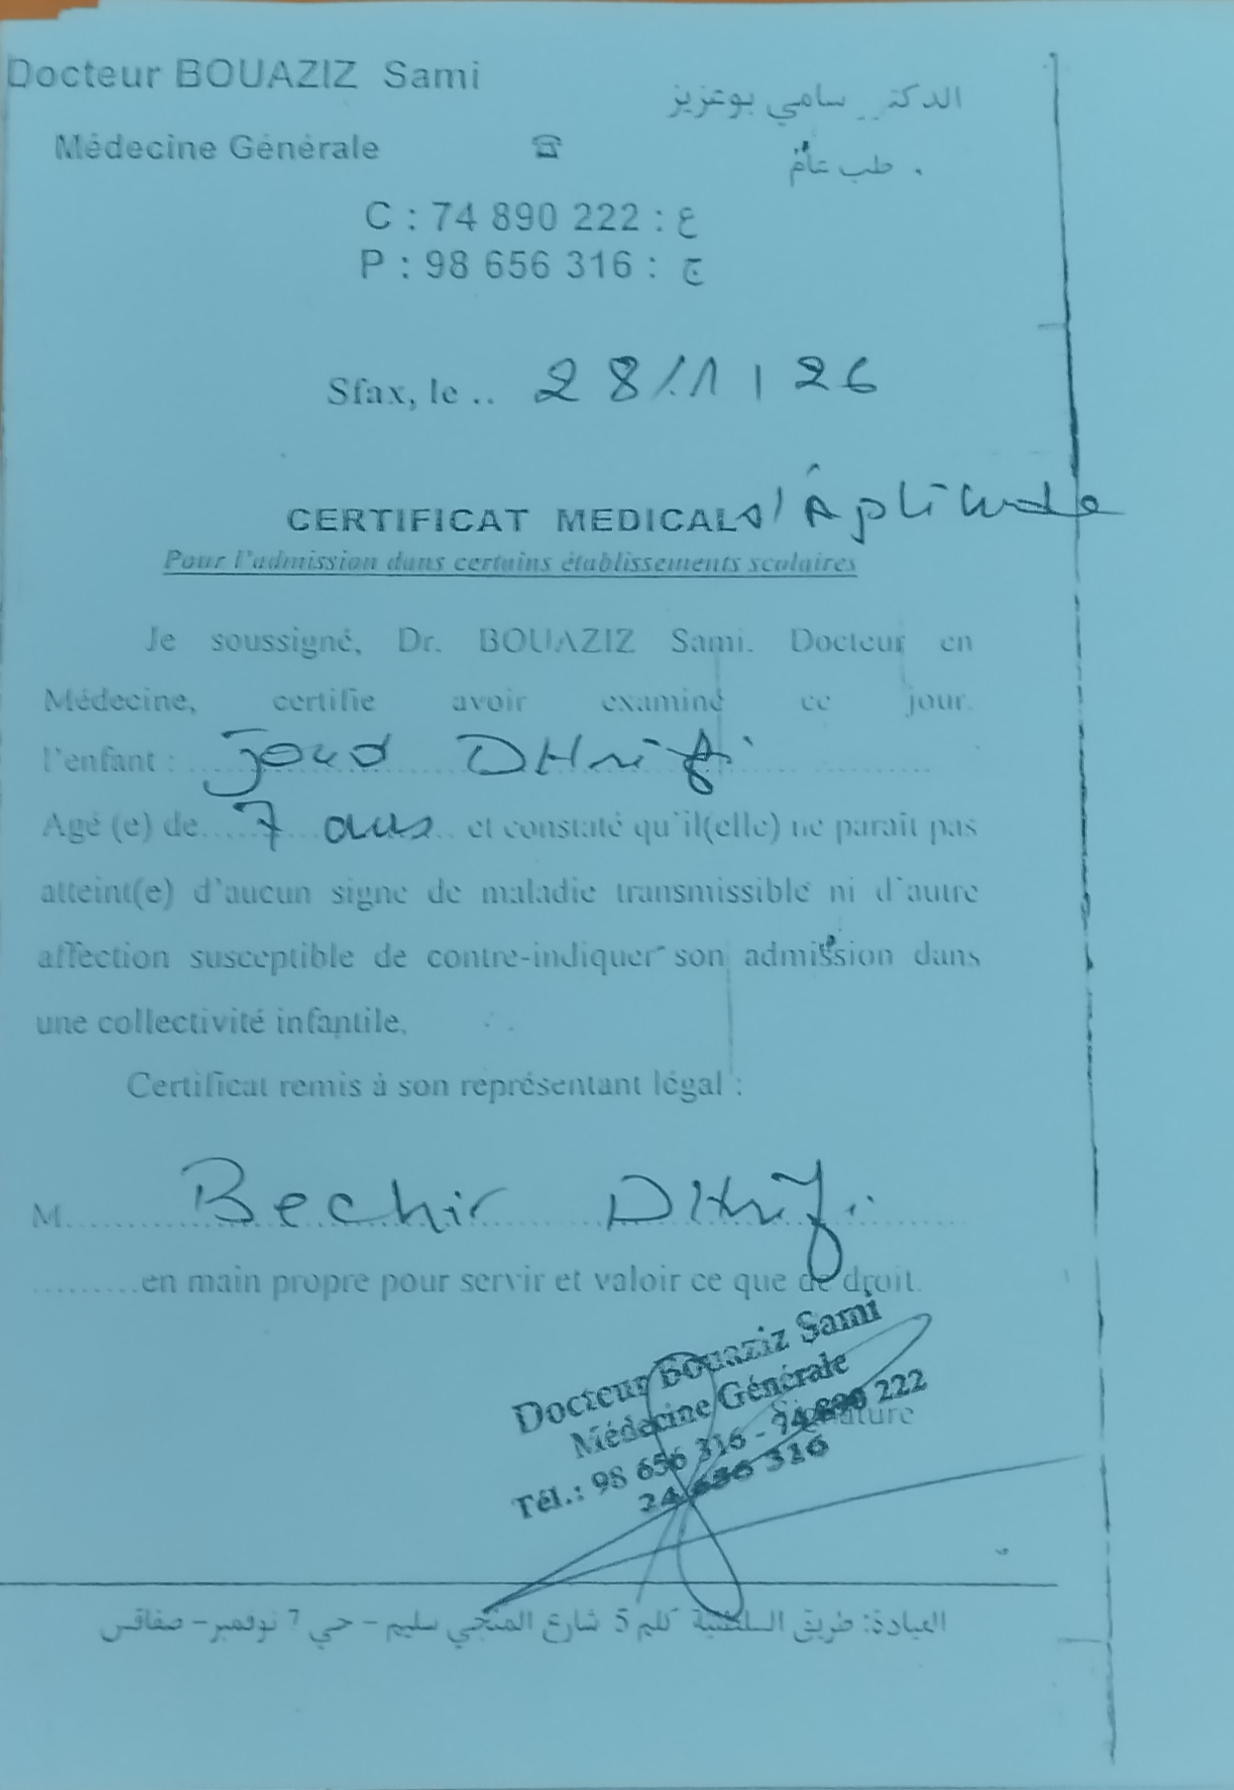 Docteur BOUAZIZ Sami
الدكتور سامي بوعزيز
Médecine Générale ☎
طب عام
C : 74 890 222 : ع
P : 98 656 316 : ج
Sfax, le .. 28/1/26
CERTIFICAT MEDICAL d'Aptitude
Pour l'admission dans certains établissements scolaires
Je soussigné, Dr. BOUAZIZ Sami. Docteur en
Médecine, certifie avoir examiné ce jour.
l'enfant : Joud DHrifi
Agé (e) de 7 ans et constaté qu'il(elle) ne paraît pas
atteint(e) d'aucun signe de maladie transmissible ni d'autre
affection susceptible de contre-indiquer son admission dans
une collectivité infantile.
Certificat remis à son représentant légal :
M. Bechir DHrifi
en main propre pour servir et valoir ce que de droit.
Docteur Bouaziz Sami
Médecine Générale
Signature
Tél.: 98 656 316 - 74 890 222
24 656 316
العيادة: طريق السلطنية كلم 5 شارع المنجي سليم – حي 7 نوفمبر – صفاقس